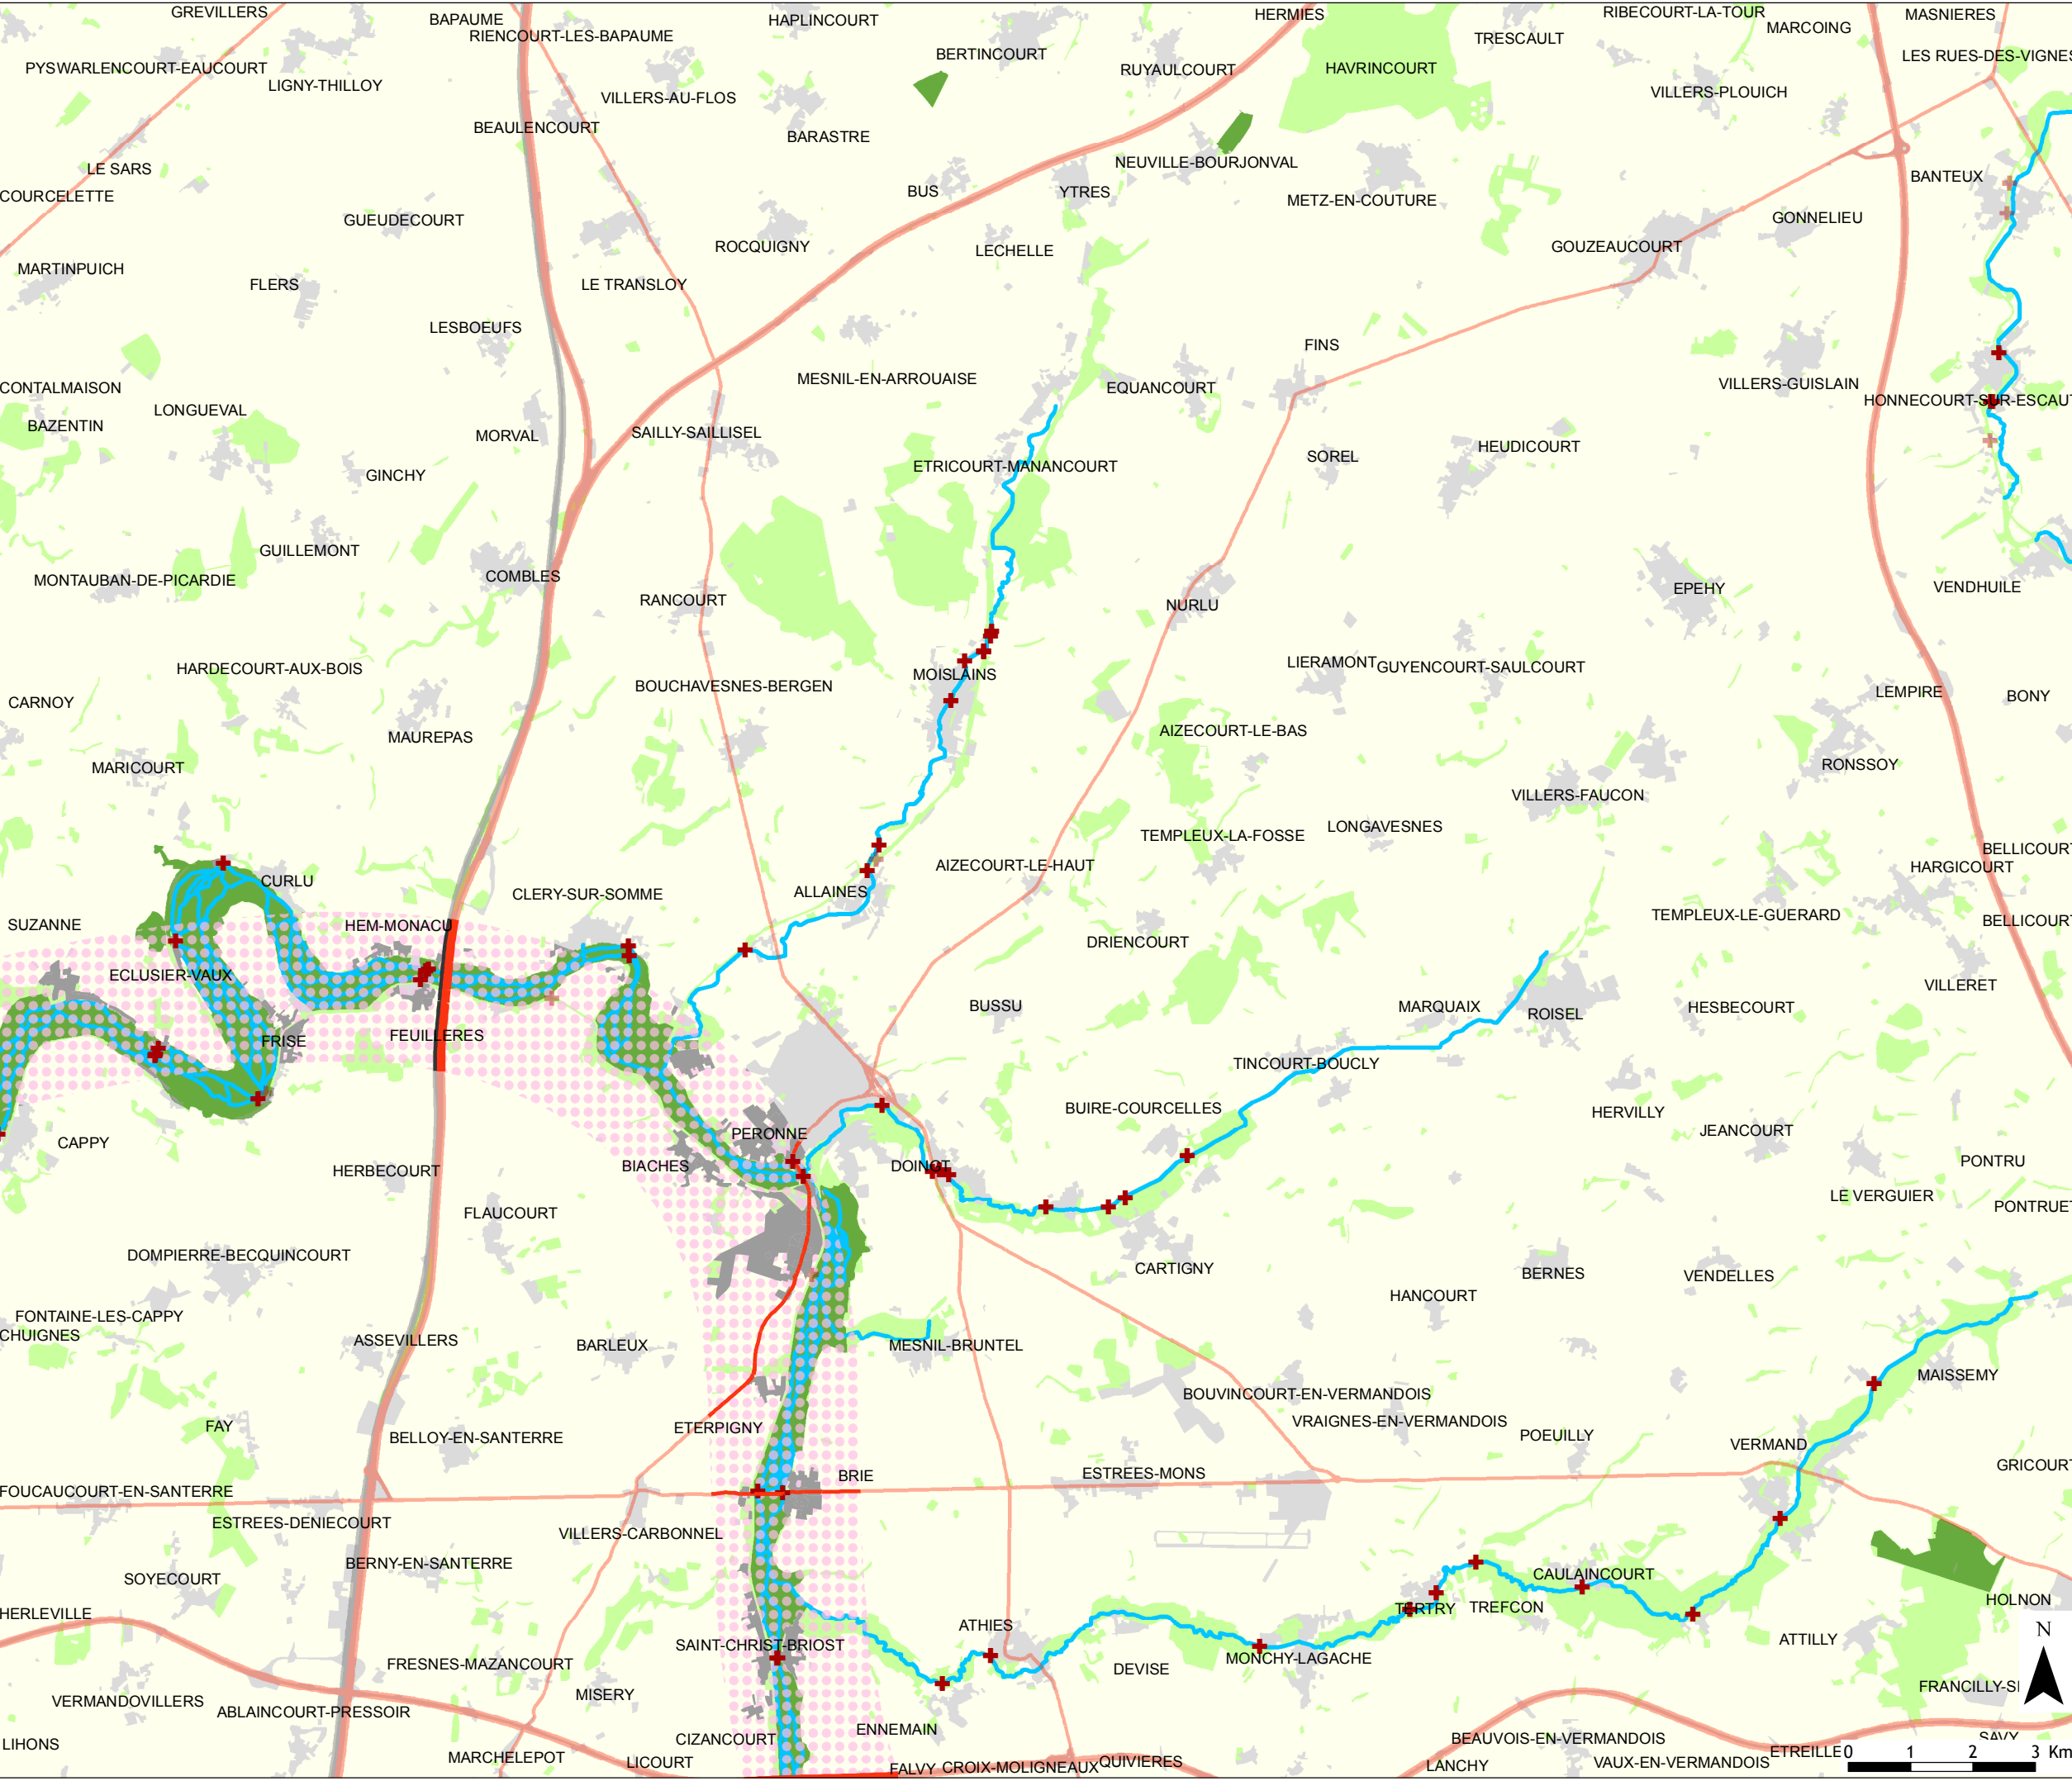 GREVILLERS
BAPAUME
HAPLINCOURT
HERMIES
RIBECOURT-LA-TOUR
MASNIERES
RIENCOURT-LES-BAPAUME
TRESCAULT
MARCOING
BERTINCOURT
LES RUES-DES-VIGNES
PYSWARLENCOURT-EAUCOURT
RUYAULCOURT
HAVRINCOURT
LIGNY-THILLOY
VILLERS-AU-FLOS
VILLERS-PLOUICH
BEAULENCOURT
BARASTRE
LE SARS
NEUVILLE-BOURJONVAL
BANTEUX
COURCELETTE
BUS
YTRES
METZ-EN-COUTURE
GUEUDECOURT
GONNELIEU
ROCQUIGNY
LECHELLE
GOUZEAUCOURT
MARTINPUICH
FLERS
LE TRANSLOY
LESBOEUFS
FINS
MESNIL-EN-ARROUAISE
EQUANCOURT
VILLERS-GUISLAIN
CONTALMAISON
HONNECOURT-SUR-ESCAUT
LONGUEVAL
BAZENTIN
MORVAL
SAILLY-SAILLISEL
HEUDICOURT
SOREL
ETRICOURT-MANANCOURT
GINCHY
GUILLEMONT
COMBLES
MONTAUBAN-DE-PICARDIE
EPEHY
VENDHUILE
RANCOURT
NURLU
HARDECOURT-AUX-BOIS
LIERAMONT
GUYENCOURT-SAULCOURT
MOISLAINS
BOUCHAVESNES-BERGEN
LEMPIRE
BONY
CARNOY
MAUREPAS
AIZECOURT-LE-BAS
MARICOURT
RONSSOY
VILLERS-FAUCON
LONGAVESNES
TEMPLEUX-LA-FOSSE
BELLICOURT
AIZECOURT-LE-HAUT
HARGICOURT
CURLU
CLERY-SUR-SOMME
ALLAINES
TEMPLEUX-LE-GUERARD
BELLICOURT
SUZANNE
HEM-MONACU
DRIENCOURT
ECLUSIER-VAUX
VILLERET
BUSSU
MARQUAIX
ROISEL
HESBECOURT
FRISE
FEUILLERES
TINCOURT-BOUCLY
BUIRE-COURCELLES
HERVILLY
CAPPY
PERONNE
JEANCOURT
HERBECOURT
BIACHES
DOINGT
PONTRU
LE VERGUIER
PONTRUET
FLAUCOURT
DOMPIERRE-BECQUINCOURT
CARTIGNY
BERNES
VENDELLES
HANCOURT
FONTAINE-LES-CAPPY
CHUIGNES
ASSEVILLERS
BARLEUX
MESNIL-BRUNTEL
MAISSEMY
BOUVINCOURT-EN-VERMANDOIS
FAY
ETERPIGNY
VRAIGNES-EN-VERMANDOIS
BELLOY-EN-SANTERRE
POEUILLY
VERMAND
GRICOURT
BRIE
ESTREES-MONS
FOUCAUCOURT-EN-SANTERRE
ESTREES-DENIECOURT
VILLERS-CARBONNEL
BERNY-EN-SANTERRE
SOYECOURT
CAULAINCOURT
TERTRY
TREFCON
HOLNON
HERLEVILLE
ATHIES
N
SAINT-CHRIST-BRIOST
ATTILLY
FRESNES-MAZANCOURT
DEVISE
MONCHY-LAGACHE
MISERY
FRANCILLY-SI
VERMANDOVILLERS
ABLAINCOURT-PRESSOIR
ENNEMAIN
CIZANCOURT
BEAUVOIS-EN-VERMANDOIS
SAVY
LIHONS
MARCHELEPOT
LICOURT
ETREILLE
0 1 2 3 Km
FALVY
CROIX-MOLIGNEAUX
QUIVIERES
LANCHY
VAUX-EN-VERMANDOIS